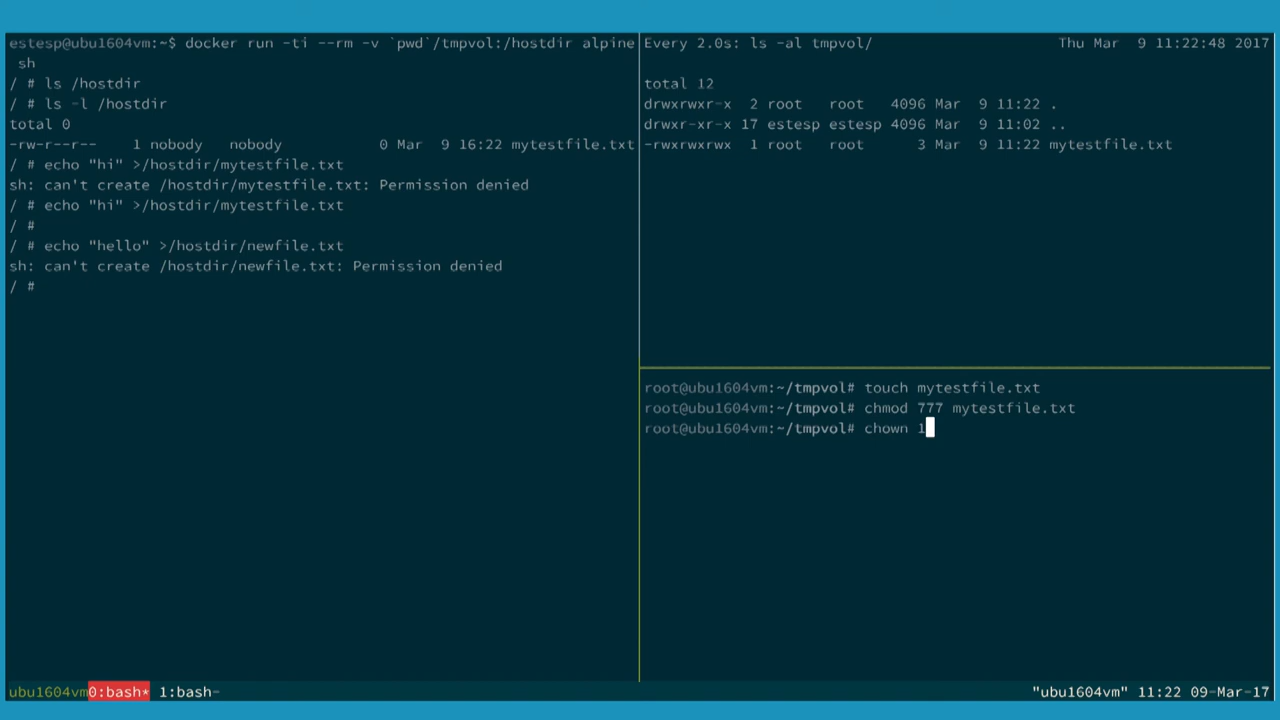 estesp@ubu1604vm:~$ docker run -ti --rm -v `pwd`/tmpvol:/hostdir alpine
 sh
/ # ls /hostdir
/ # ls -l /hostdir
total 0
-rw-r--r--    1 nobody   nobody           0 Mar  9 16:22 mytestfile.txt
/ # echo "hi" >/hostdir/mytestfile.txt
sh: can't create /hostdir/mytestfile.txt: Permission denied
/ # echo "hi" >/hostdir/mytestfile.txt
/ #
/ # echo "hello" >/hostdir/newfile.txt
sh: can't create /hostdir/newfile.txt: Permission denied
/ #
Every 2.0s: ls -al tmpvol/                     Thu Mar  9 11:22:48 2017
total 12
drwxrwxr-x  2 root   root   4096 Mar  9 11:22 .
drwxr-xr-x 17 estesp estesp 4096 Mar  9 11:02 ..
-rwxrwxrwx  1 root   root      3 Mar  9 11:22 mytestfile.txt
root@ubu1604vm:~/tmpvol# touch mytestfile.txt
root@ubu1604vm:~/tmpvol# chmod 777 mytestfile.txt
root@ubu1604vm:~/tmpvol# chown 1
ubu1604vm0:bash* 1:bash-
"ubu1604vm" 11:22 09-Mar-17